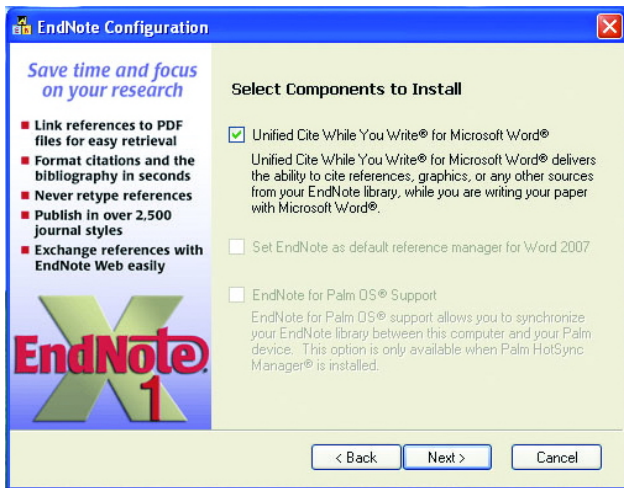 EndNote Configuration
Save time and focus
on your research
Link references to PDF
files for easy retrieval
Format citations and the
bibliography in seconds
Never retype references
Publish in over 2,500
journal styles
Exchange references with
EndNote Web easily
EndNote
X
1
Select Components to Install
Unified Cite While You Write® for Microsoft Word®
Unified Cite While You Write® for Microsoft Word® delivers
the ability to cite references, graphics, or any other sources
from your EndNote library, while you are writing your paper
with Microsoft Word®.
Set EndNote as default reference manager for Word 2007
EndNote for Palm OS® Support
EndNote for Palm OS® support allows you to synchronize
your EndNote library between this computer and your Palm
device. This option is only available when Palm HotSync
Manager® is installed.
< Back
Next >
Cancel